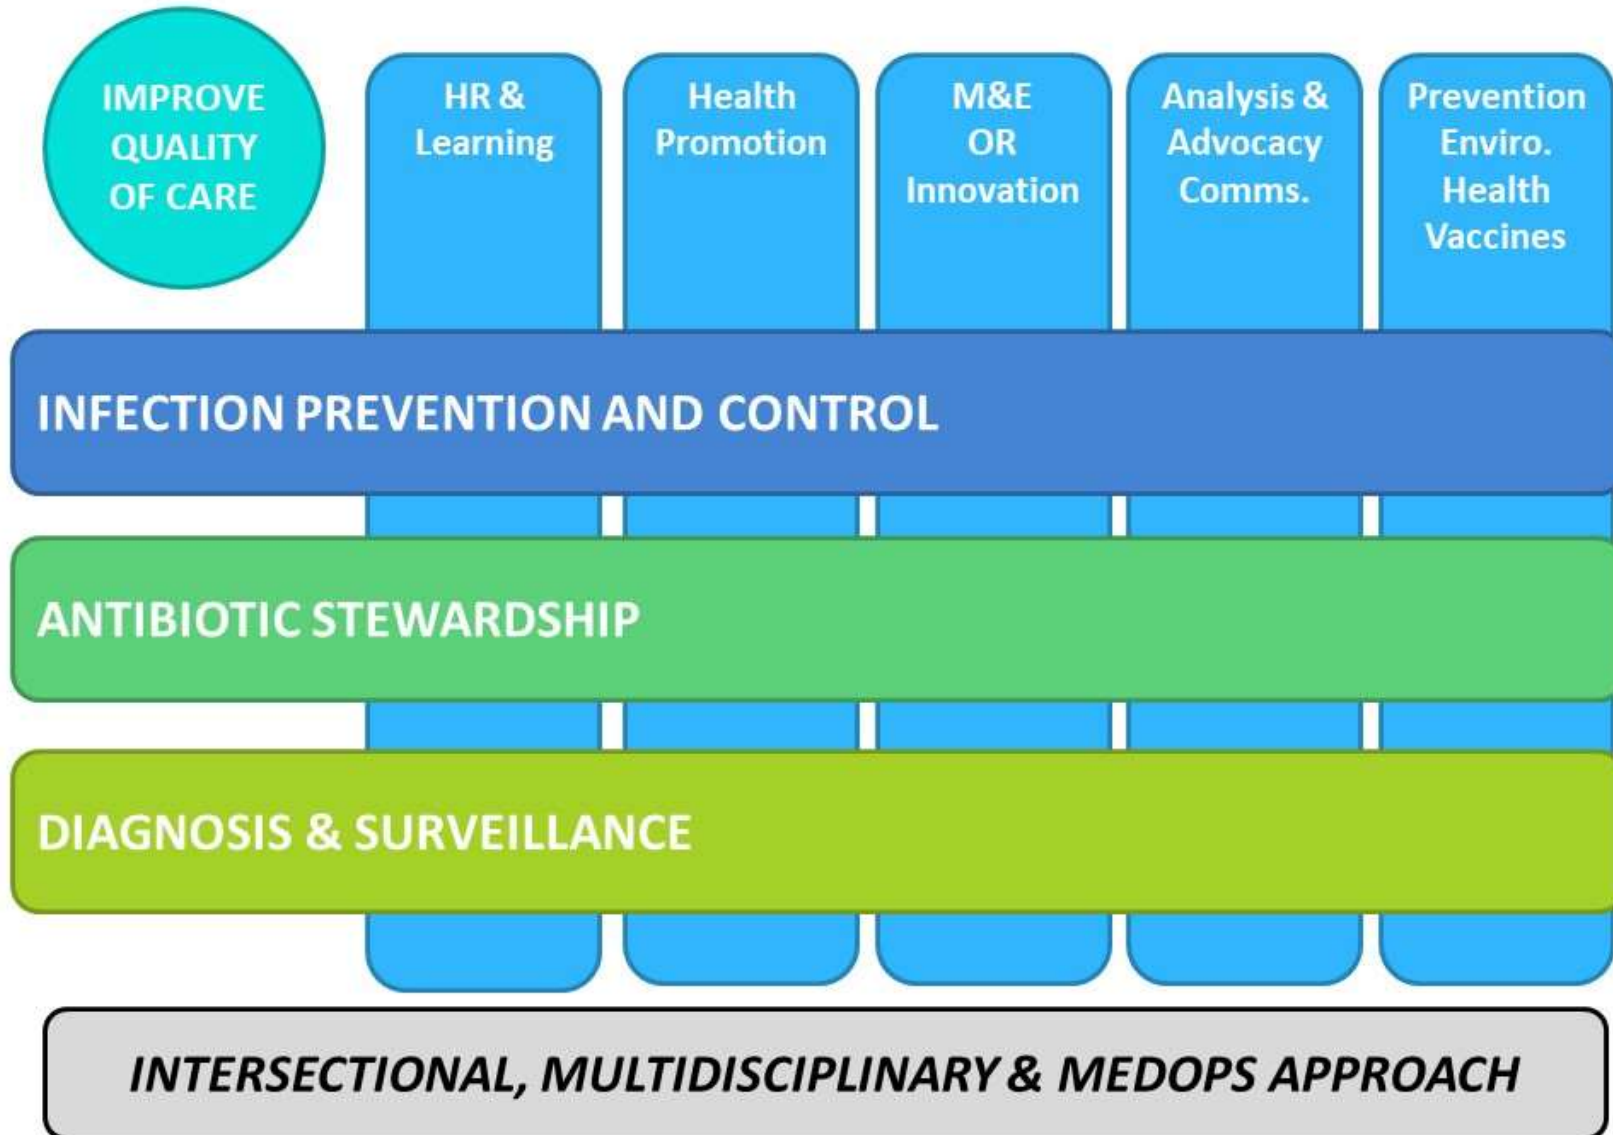 IMPROVE
QUALITY
OF CARE
HR &
Learning
Health
Promotion
M&E
OR
Innovation
Analysis &
Advocacy
Comms.
Prevention
Enviro.
Health
Vaccines
INFECTION PREVENTION AND CONTROL
ANTIBIOTIC STEWARDSHIP
DIAGNOSIS & SURVEILLANCE
INTERSECTIONAL, MULTIDISCIPLINARY & MEDOPS APPROACH